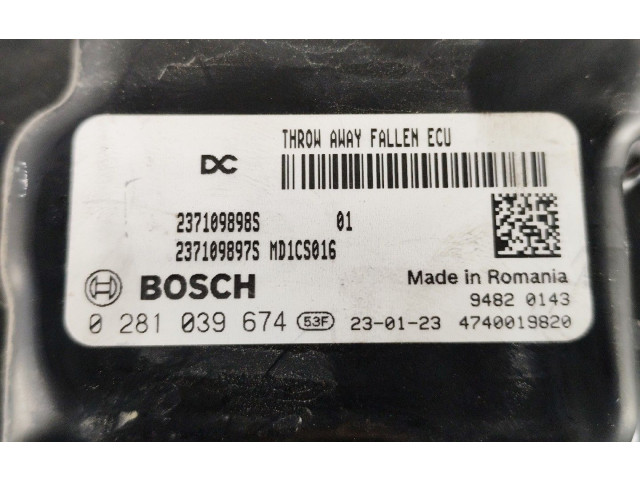 THROW AWAY FALLEN ECU
DC
237109898S 01
237109897S MD1CS016
BOSCH
Made in Romania
9482 0143
0 281 039 674 53F 23-01-23 4740019820